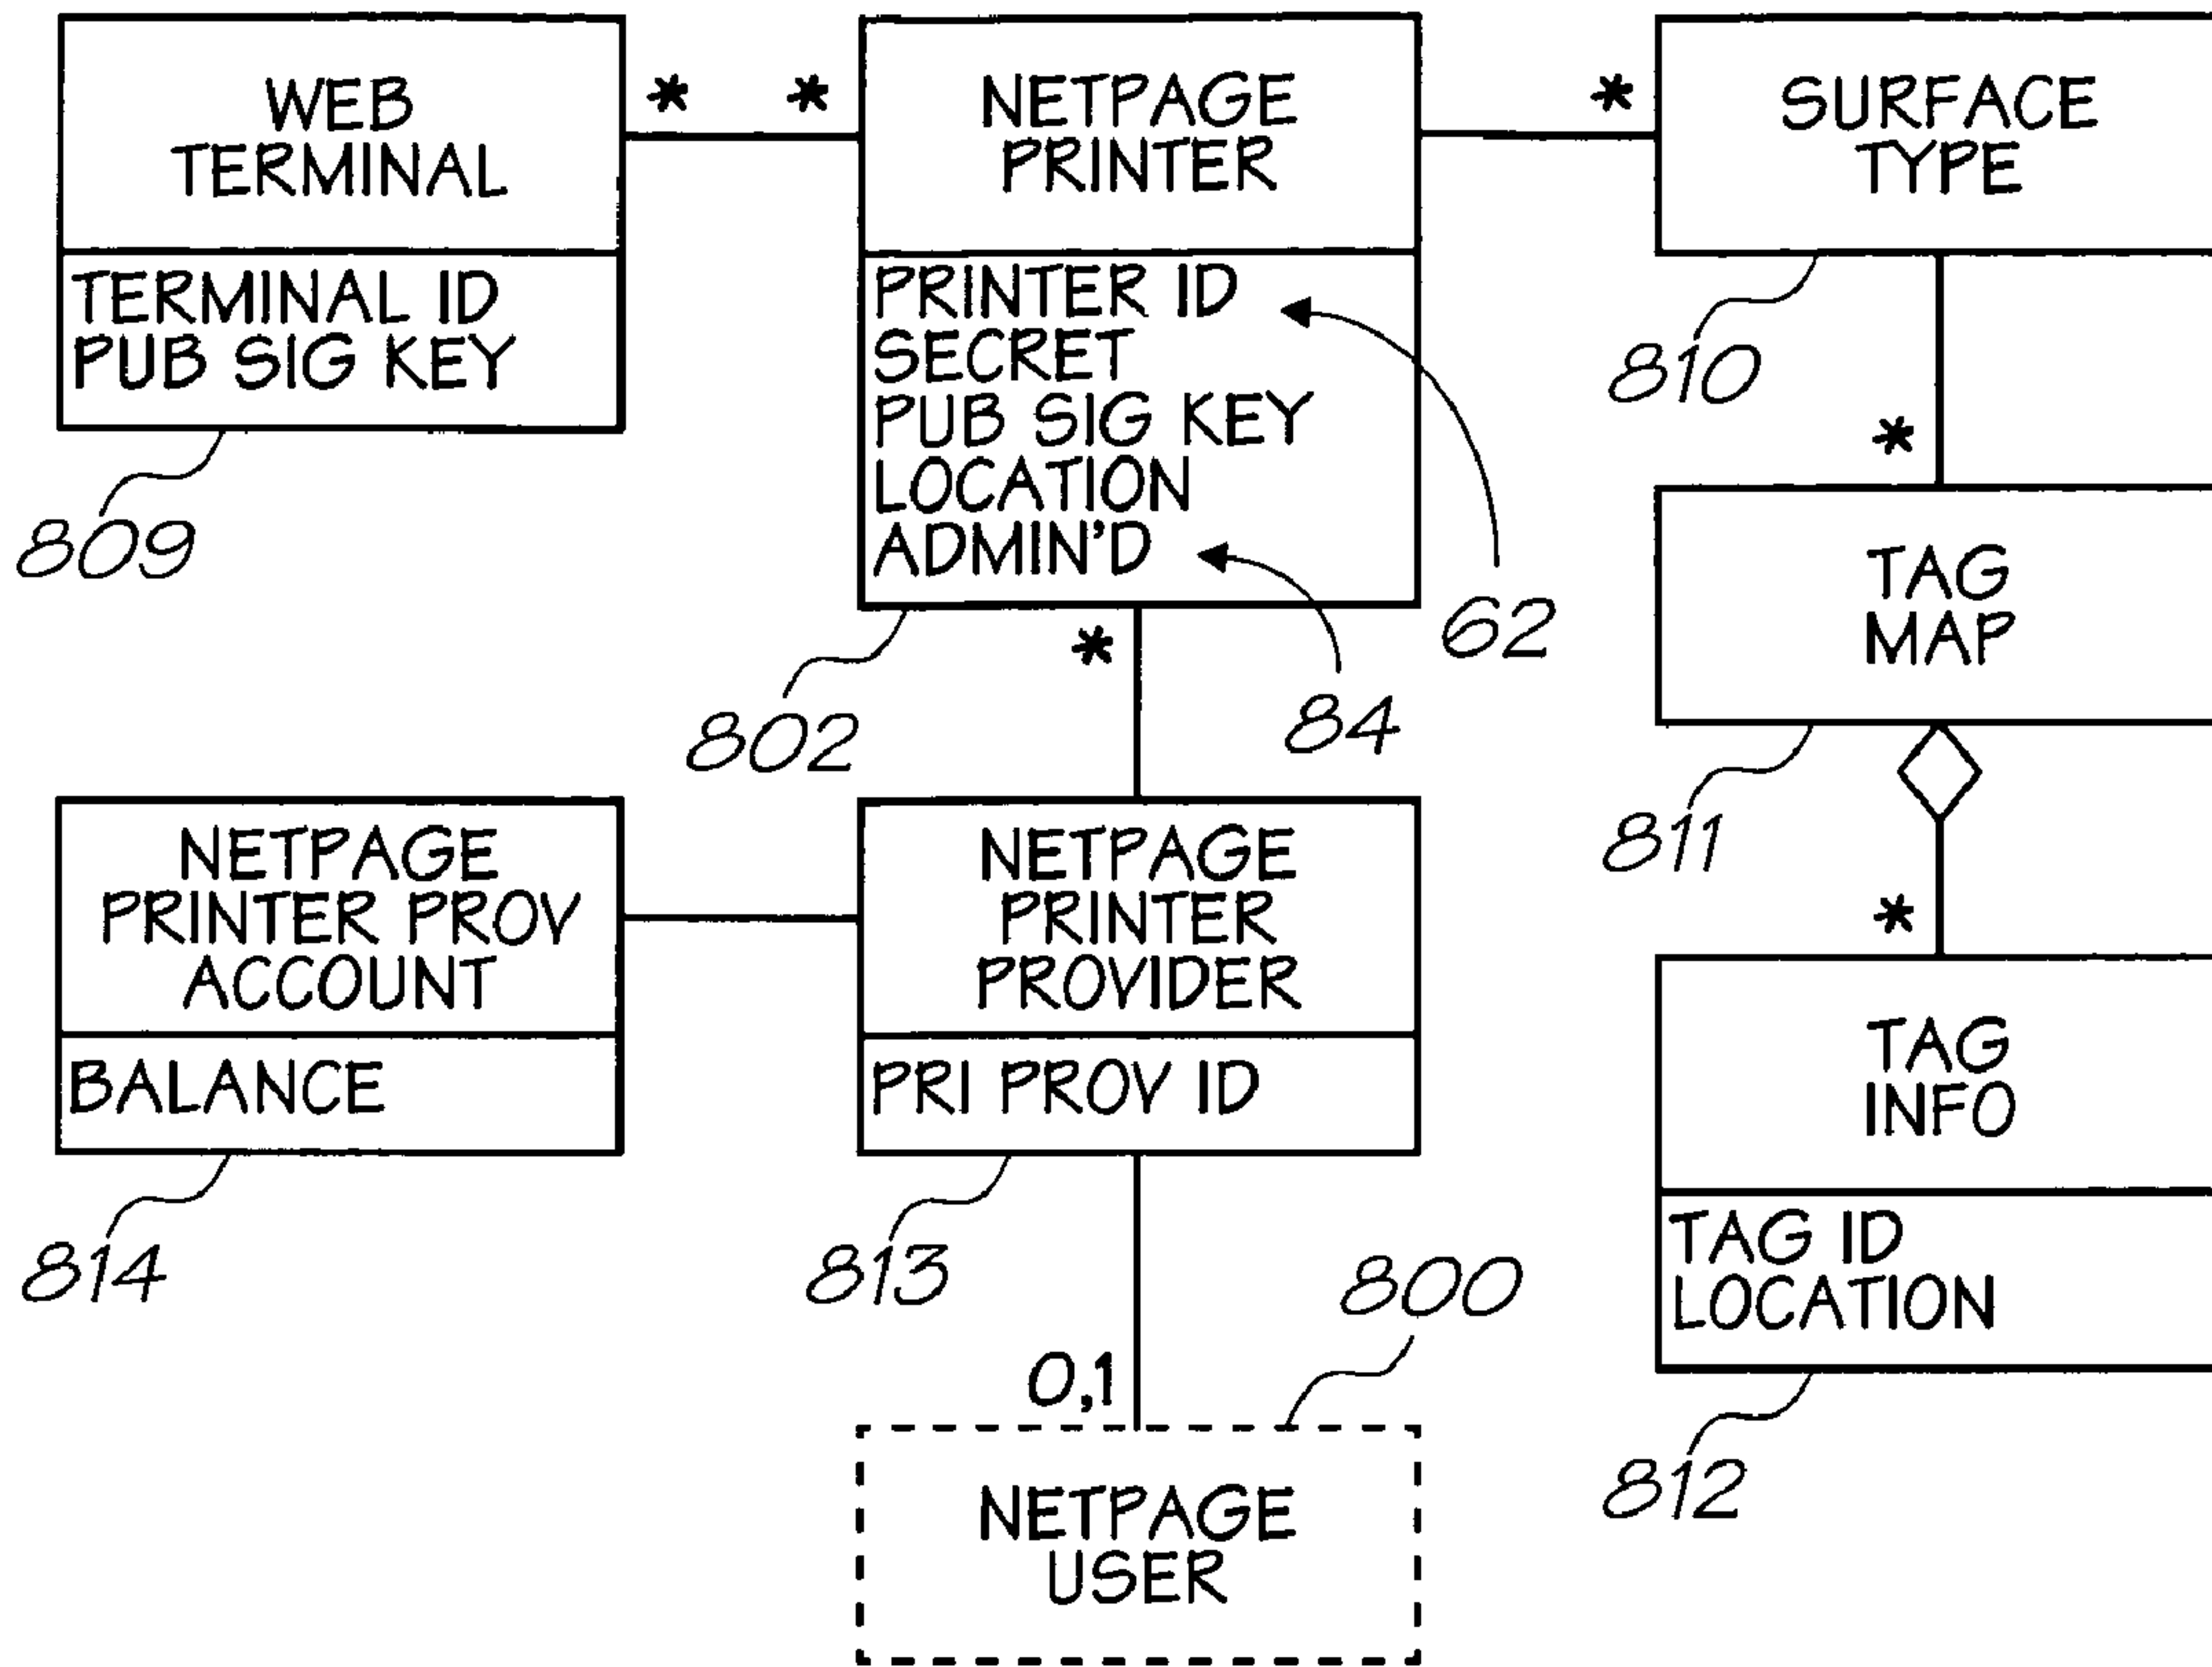 WEB
TERMINAL
TERMINAL ID
PUB SIG KEY
809
*
*
NETPAGE
PRINTER
PRINTER ID
SECRET
PUB SIG KEY
LOCATION
ADMIN'D
62
84
802
*
*
SURFACE
TYPE
810
*
TAG
MAP
811
*
TAG
INFO
TAG ID
LOCATION
812
NETPAGE
PRINTER PROV
ACCOUNT
BALANCE
814
NETPAGE
PRINTER
PROVIDER
PRI PROV ID
813
800
0,1
NETPAGE
USER